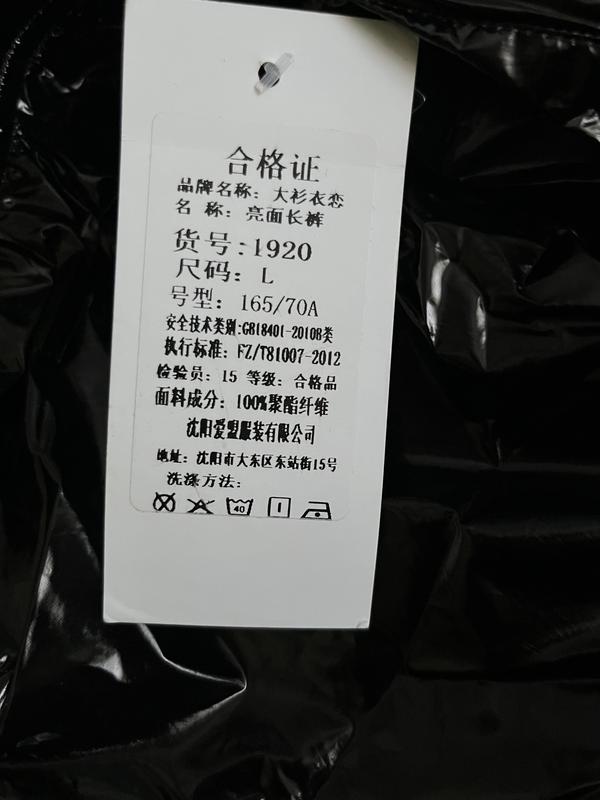 合格证
品牌名称：大衫衣恋
名 称：亮面长裤
货号：1920
尺码：L
号型：165/70A
安全技术类别：GB18401-2010B类
执行标准：FZ/T81007-2012
检验员：15 等级：合格品
面料成分：100%聚酯纤维
沈阳爱盟服装有限公司
地址：沈阳市大东区东站街15号
洗涤方法：
40